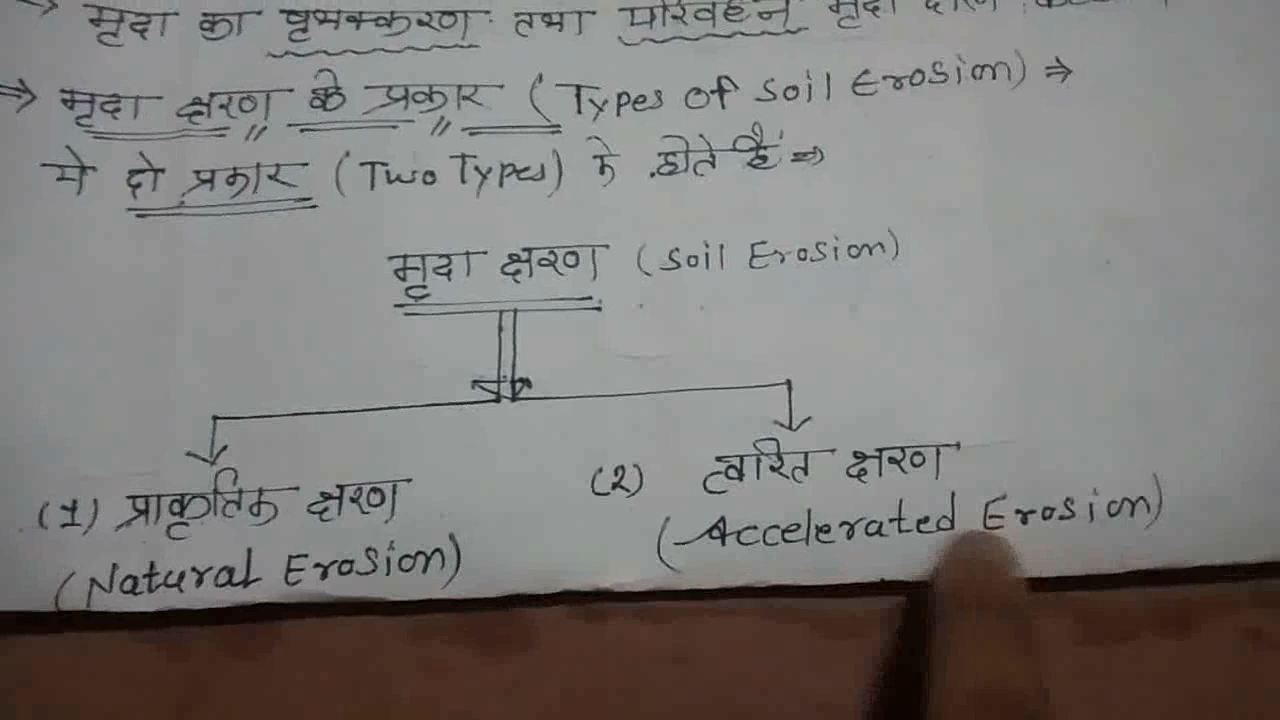 → मृदा का पृथक्करण तथा परिवहन मृदा क्षरण
⇒ मृदा क्षरण के प्रकार (Types of Soil Erosion) ⇒
ये दो प्रकार (Two Types) के होते हैं ⇒
मृदा क्षरण (Soil Erosion)
(1) प्राकृतिक क्षरण
(Natural Erosion)
(2) त्वरित क्षरण
(Accelerated Erosion)